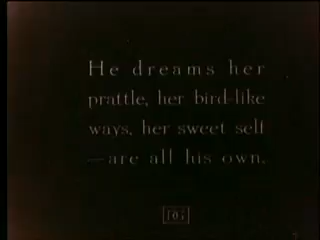 He dreams her
prattle, her bird-like
ways, her sweet self
—are all his own.